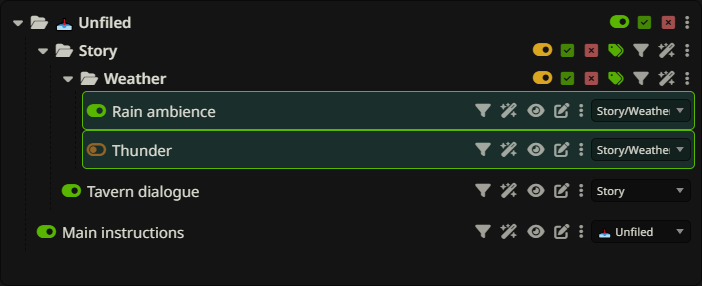 Unfiled
Story
Weather
Rain ambience Story/Weather
Thunder Story/Weather
Tavern dialogue Story
Main instructions Unfiled